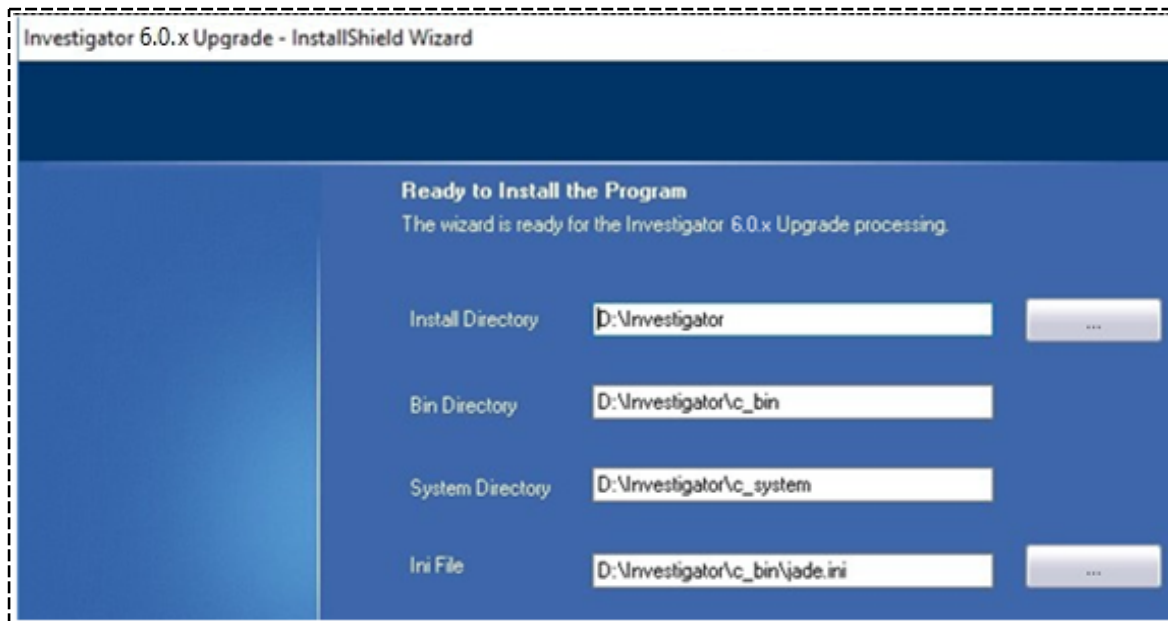 Investigator 6.0.x Upgrade - InstallShield Wizard
Ready to Install the Program
The wizard is ready for the Investigator 6.0.x Upgrade processing.
Install Directory D:\Investigator ...
Bin Directory D:\Investigator\c_bin
System Directory D:\Investigator\c_system
Ini File D:\Investigator\c_bin\jade.ini ...